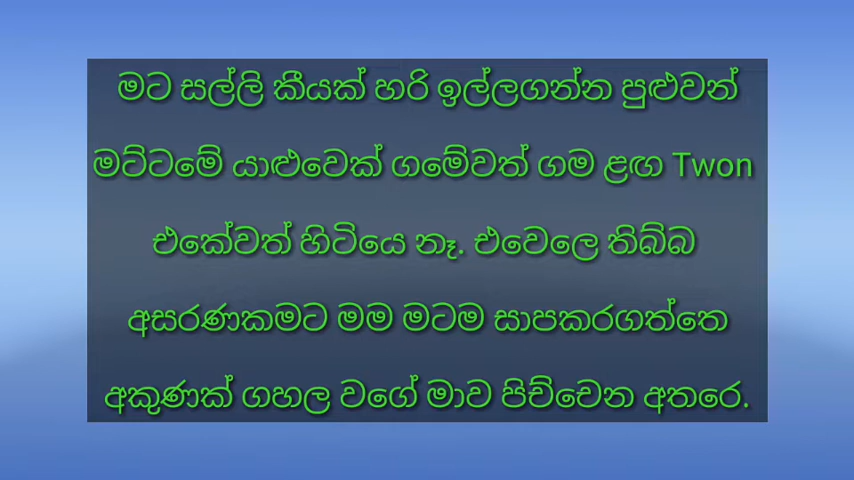 මට සල්ලි කීයක් හරි ඉල්ලගන්න පුළුවන්
මට්ටමේ යාළුවෙක් ගමේවත් ගම ළඟ Twon
එකේවත් හිටියෙ නෑ. එවෙලෙ තිබ්බ
අසරණකමට මම මටම සාපකරගත්තෙ
අකුණක් ගහල වගේ මාව පිච්චෙන අතරෙ.